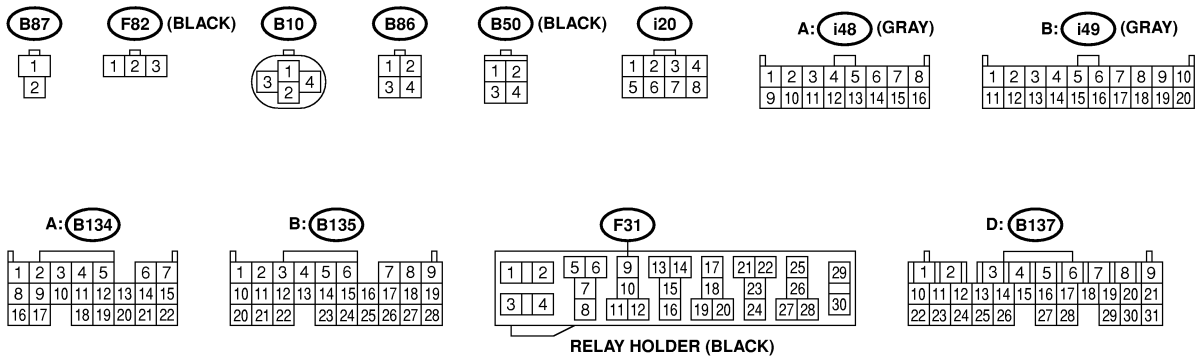 B87 F82 (BLACK) B10 B86 B50 (BLACK) i20 A: i48 (GRAY) B: i49 (GRAY)
1
2
1 2 3
1
3 4
2
1 2
3 4
1 2
3 4
1 2 3 4
5 6 7 8
1 2 3 4 5 6 7 8
9 10 11 12 13 14 15 16
1 2 3 4 5 6 7 8 9 10
11 12 13 14 15 16 17 18 19 20
A: B134 B: B135 F31 D: B137
1 2 3 4 5 6 7
8 9 10 11 12 13 14 15
16 17 18 19 20 21 22
1 2 3 4 5 6 7 8 9
10 11 12 13 14 15 16 17 18 19
20 21 22 23 24 25 26 27 28
1 2 5 6 9 13 14 17 21 22 25 29
7 10 15 18 23 26
3 4 8 11 12 16 19 20 24 27 28 30
RELAY HOLDER (BLACK)
1 2 3 4 5 6 7 8 9
10 11 12 13 14 15 16 17 18 19 20 21
22 23 24 25 26 27 28 29 30 31